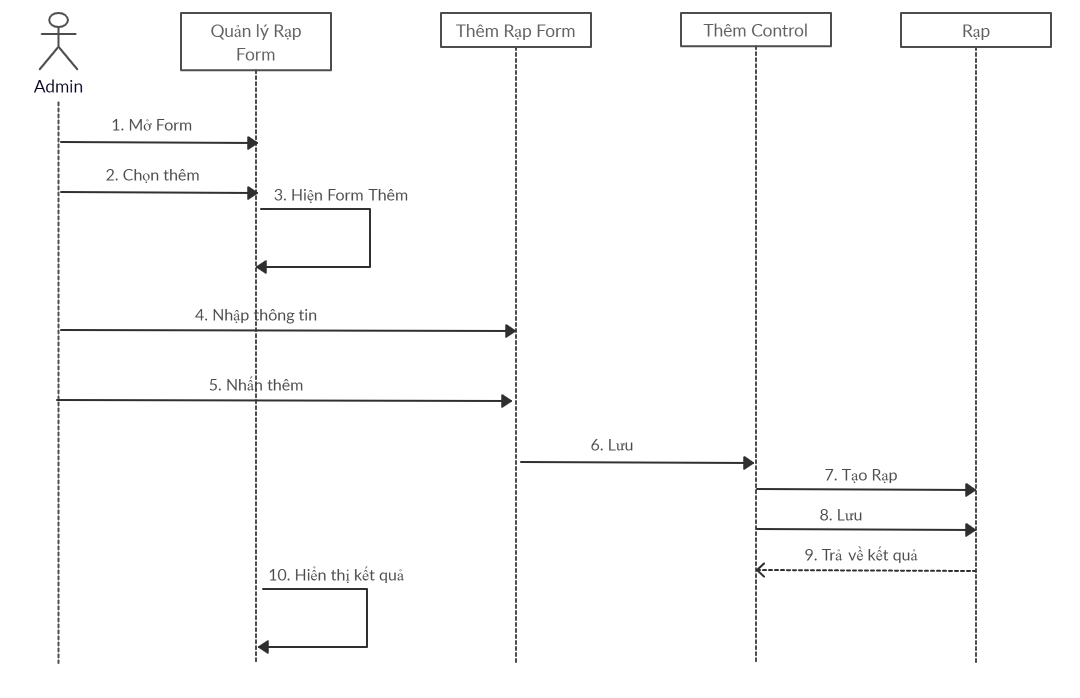 Quản lý Rạp
Form
Thêm Rạp Form
Thêm Control
Rạp
Admin
1. Mở Form
2. Chọn thêm
3. Hiện Form Thêm
4. Nhập thông tin
5. Nhấn thêm
6. Lưu
7. Tạo Rạp
8. Lưu
9. Trả về kết quả
10. Hiển thị kết quả